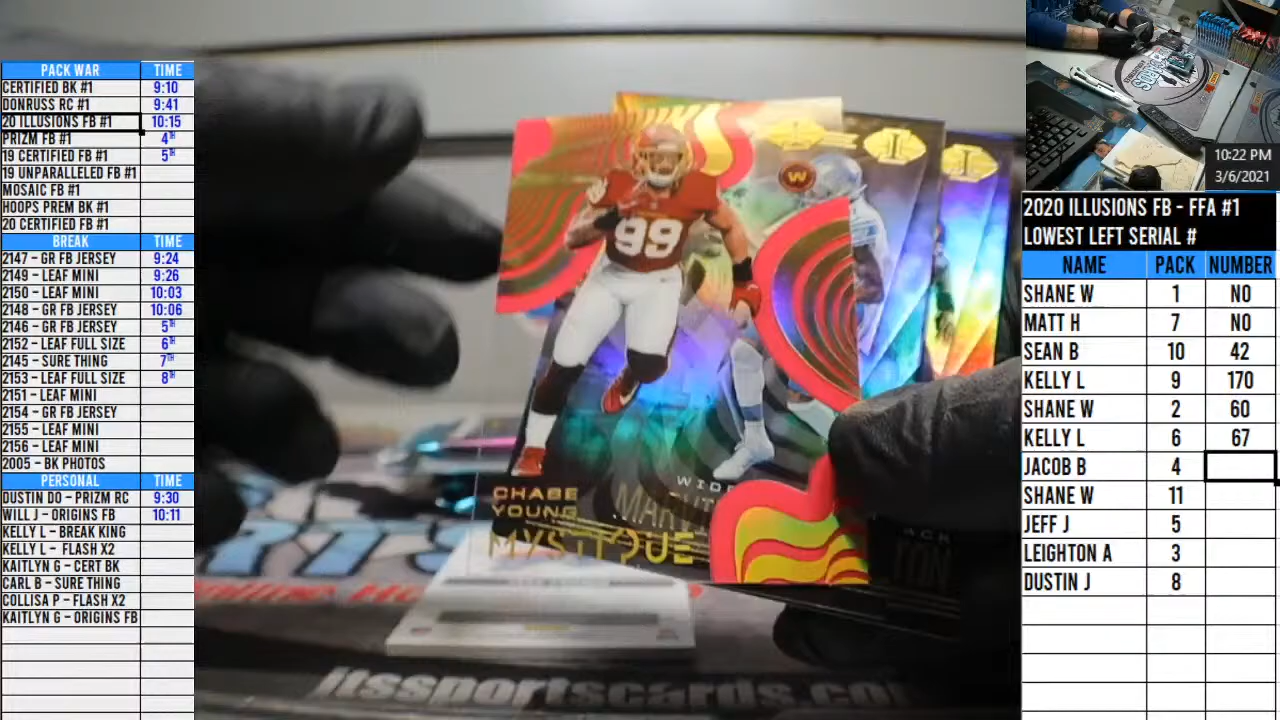 PACK WAR TIME
CERTIFIED BK #1 9:10
DONRUSS RC #1 9:41
20 ILLUSIONS FB #1 10:15
PRIZM FB #1 4TH
19 CERTIFIED FB #1 5TH
19 UNPARALLELED FB #1
MOSAIC FB #1
HOOPS PREM BK #1
20 CERTIFIED FB #1
BREAK TIME
2147 - GR FB JERSEY 9:24
2149 - LEAF MINI 9:26
2150 - LEAF MINI 10:03
2148 - GR FB JERSEY 10:06
2146 - GR FB JERSEY 5TH
2152 - LEAF FULL SIZE 6TH
2145 - SURE THING 7TH
2153 - LEAF FULL SIZE 8TH
2151 - LEAF MINI
2154 - GR FB JERSEY
2155 - LEAF MINI
2156 - LEAF MINI
2005 - BK PHOTOS
PERSONAL TIME
DUSTIN DO - PRIZM RC 9:30
WILL J - ORIGINS FB 10:11
KELLY L - BREAK KING
KELLY L - FLASH X2
KAITLYN G - CERT BK
CARL B - SURE THING
COLLISA P - FLASH X2
KAITLYN G - ORIGINS FB
W
99
CHASE
YOUNG
MYSTIQUE
WIDE
MARVI
itssportscards.co
10:22 PM
3/6/2021
2020 ILLUSIONS FB - FFA #1
LOWEST LEFT SERIAL #
NAME PACK NUMBER
SHANE W 1 NO
MATT H 7 NO
SEAN B 10 42
KELLY L 9 170
SHANE W 2 60
KELLY L 6 67
JACOB B 4
SHANE W 11
JEFF J 5
LEIGHTON A 3
DUSTIN J 8